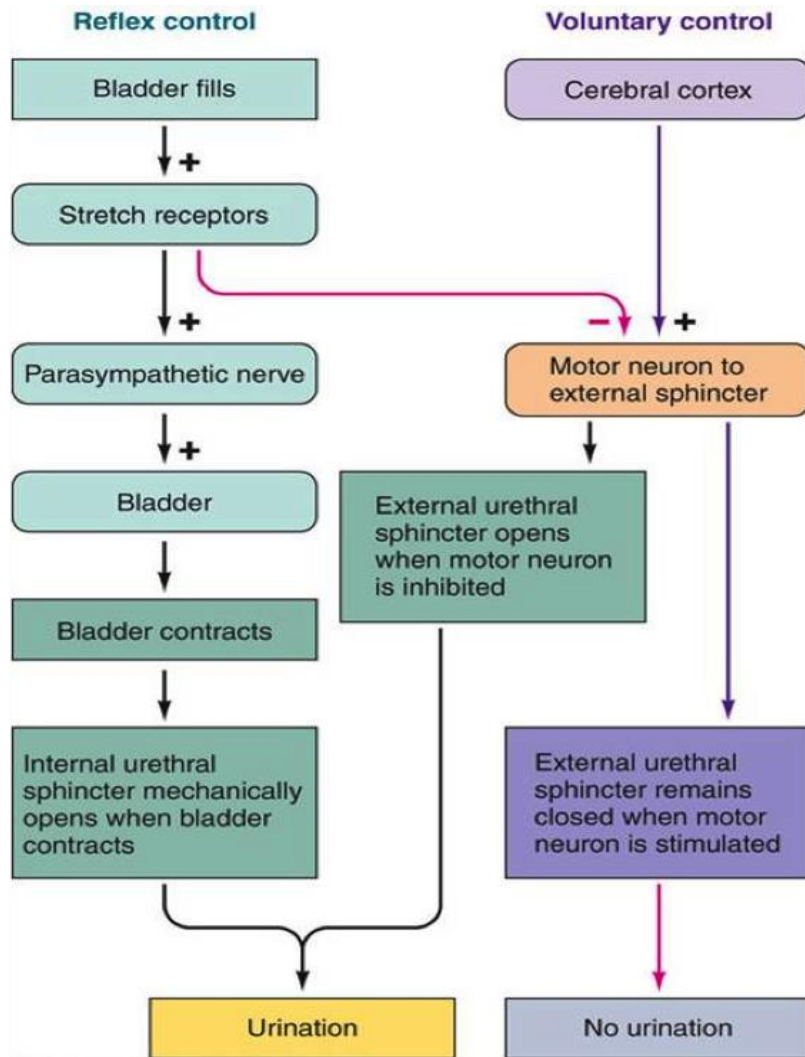 Reflex control
Voluntary control
Bladder fills
Cerebral cortex
+
Stretch receptors
+
− +
Parasympathetic nerve
Motor neuron to
external sphincter
+
Bladder
External urethral
sphincter opens
when motor neuron
is inhibited
Bladder contracts
Internal urethral
sphincter mechanically
opens when bladder
contracts
External urethral
sphincter remains
closed when motor
neuron is stimulated
Urination
No urination